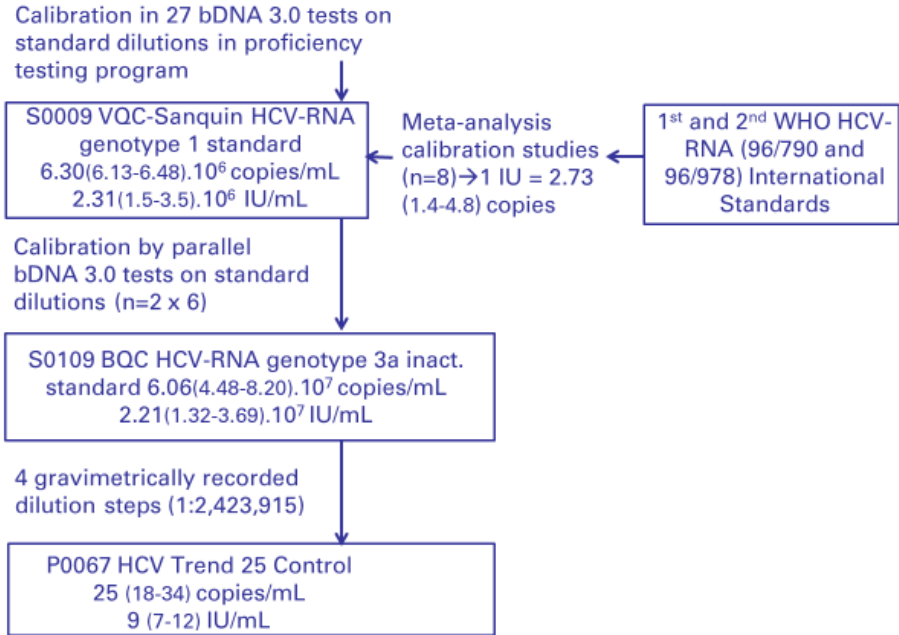 Calibration in 27 bDNA 3.0 tests on
standard dilutions in proficiency
testing program
S0009 VQC-Sanquin HCV-RNA
genotype 1 standard
6.30(6.13-6.48).10⁶ copies/mL
2.31(1.5-3.5).10⁶ IU/mL
Meta-analysis
calibration studies
(n=8)→1 IU = 2.73
(1.4-4.8) copies
1ˢᵗ and 2ⁿᵈ WHO HCV-
RNA (96/790 and
96/978) International
Standards
Calibration by parallel
bDNA 3.0 tests on standard
dilutions (n=2 x 6)
S0109 BQC HCV-RNA genotype 3a inact.
standard 6.06(4.48-8.20).10⁷ copies/mL
2.21(1.32-3.69).10⁷ IU/mL
4 gravimetrically recorded
dilution steps (1:2,423,915)
P0067 HCV Trend 25 Control
25 (18-34) copies/mL
9 (7-12) IU/mL